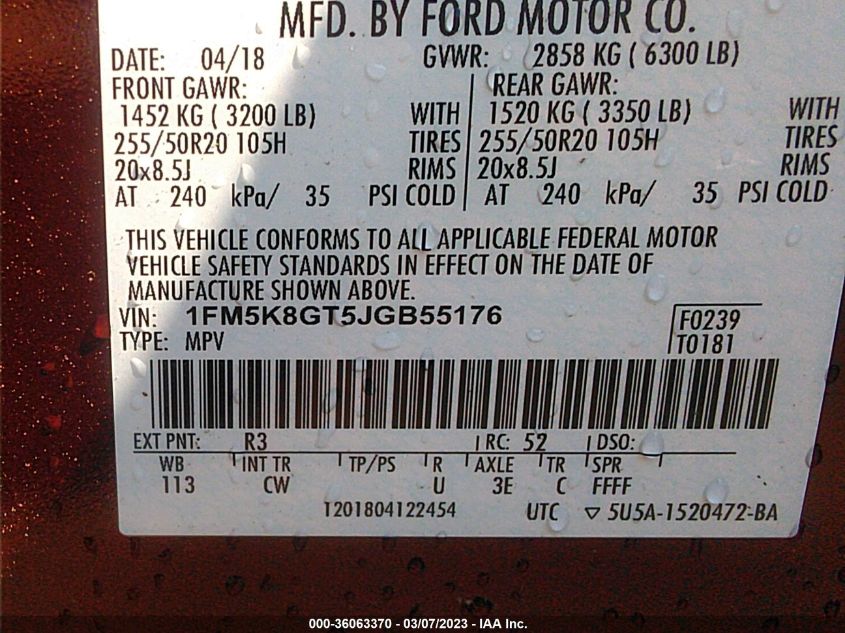 MFD. BY FORD MOTOR CO.
DATE: 04/18 GVWR: 2858 KG ( 6300 LB)
FRONT GAWR: REAR GAWR:
1452 KG ( 3200 LB) WITH 1520 KG ( 3350 LB) WITH
255/50R20 105H TIRES 255/50R20 105H TIRES
20x8.5J RIMS 20x8.5J RIMS
AT 240 kPa/ 35 PSI COLD AT 240 kPa/ 35 PSI COLD
THIS VEHICLE CONFORMS TO ALL APPLICABLE FEDERAL MOTOR
VEHICLE SAFETY STANDARDS IN EFFECT ON THE DATE OF
MANUFACTURE SHOWN ABOVE.
VIN: 1FM5K8GT5JGB55176 F0239
TYPE: MPV T0181
EXT PNT: R3 RC: 52 DSO:
WB INT TR TP/PS R AXLE TR SPR
113 CW U 3E C FFFF
1201804122454 UTC ▽ 5U5A-1520472-BA
000-36063370 — 03/07/2023 - IAA Inc.